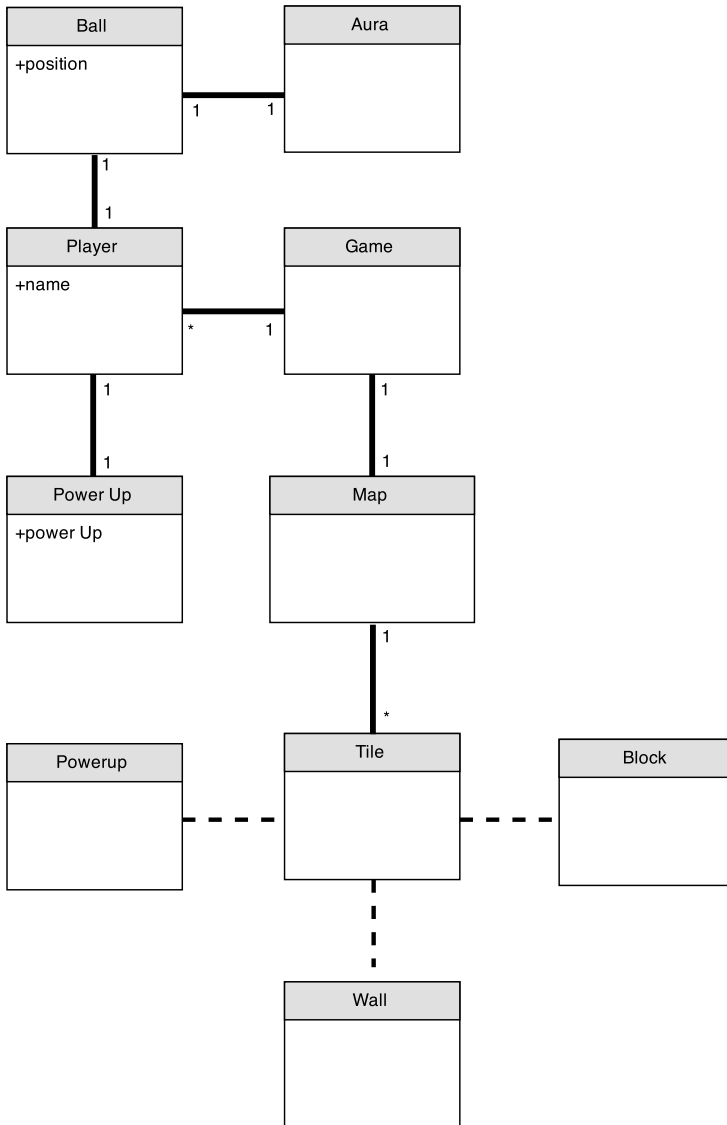 Ball
Aura
+position
1
1
1
1
Player
Game
+name
*
1
1
1
1
1
Power Up
Map
+power Up
1
*
Powerup
Tile
Block
Wall